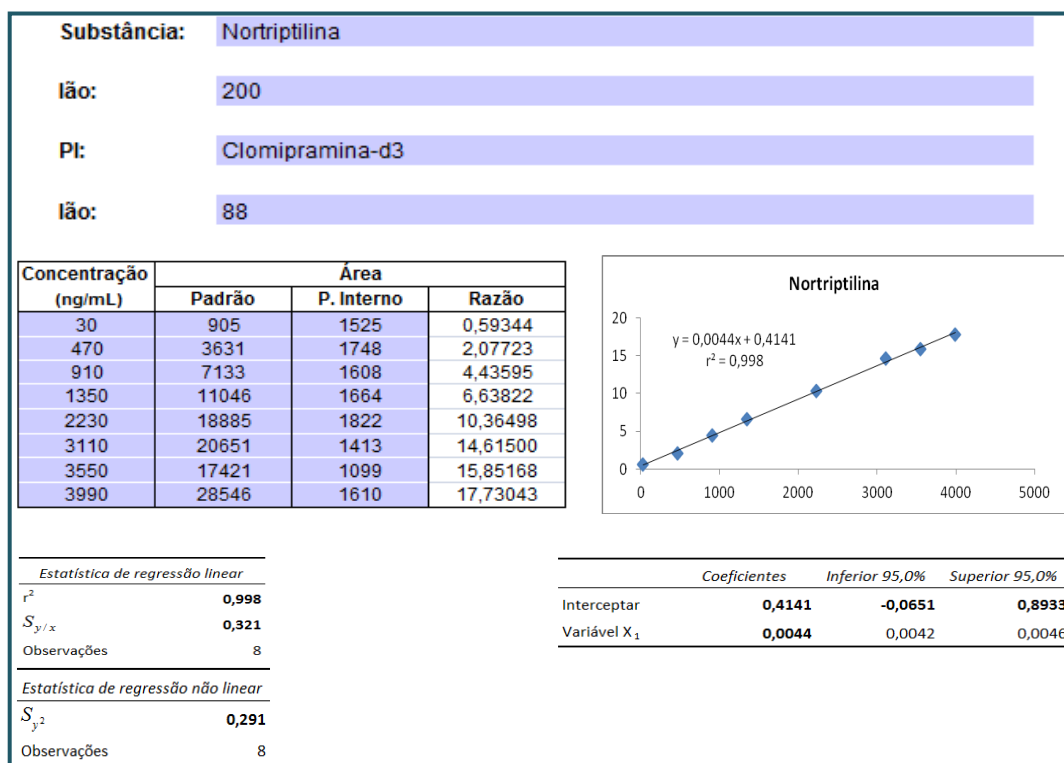 Substância: Nortriptilina
Ião: 200
PI: Clomipramina-d3
Ião: 88
Concentração (ng/mL) Área
Padrão P. Interno Razão
30 905 1525 0,59344
470 3631 1748 2,07723
910 7133 1608 4,43595
1350 11046 1664 6,63822
2230 18885 1822 10,36498
3110 20651 1413 14,61500
3550 17421 1099 15,85168
3990 28546 1610 17,73043
Nortriptilina
y = 0,0044x + 0,4141
r² = 0,998
20
15
10
5
0
0 1000 2000 3000 4000 5000
Estatística de regressão linear
r² 0,998
S y/x 0,321
Observações 8
Estatística de regressão não linear
S y² 0,291
Observações 8
Coeficientes Inferior 95,0% Superior 95,0%
Interceptar 0,4141 -0,0651 0,8933
Variável X₁ 0,0044 0,0042 0,0046